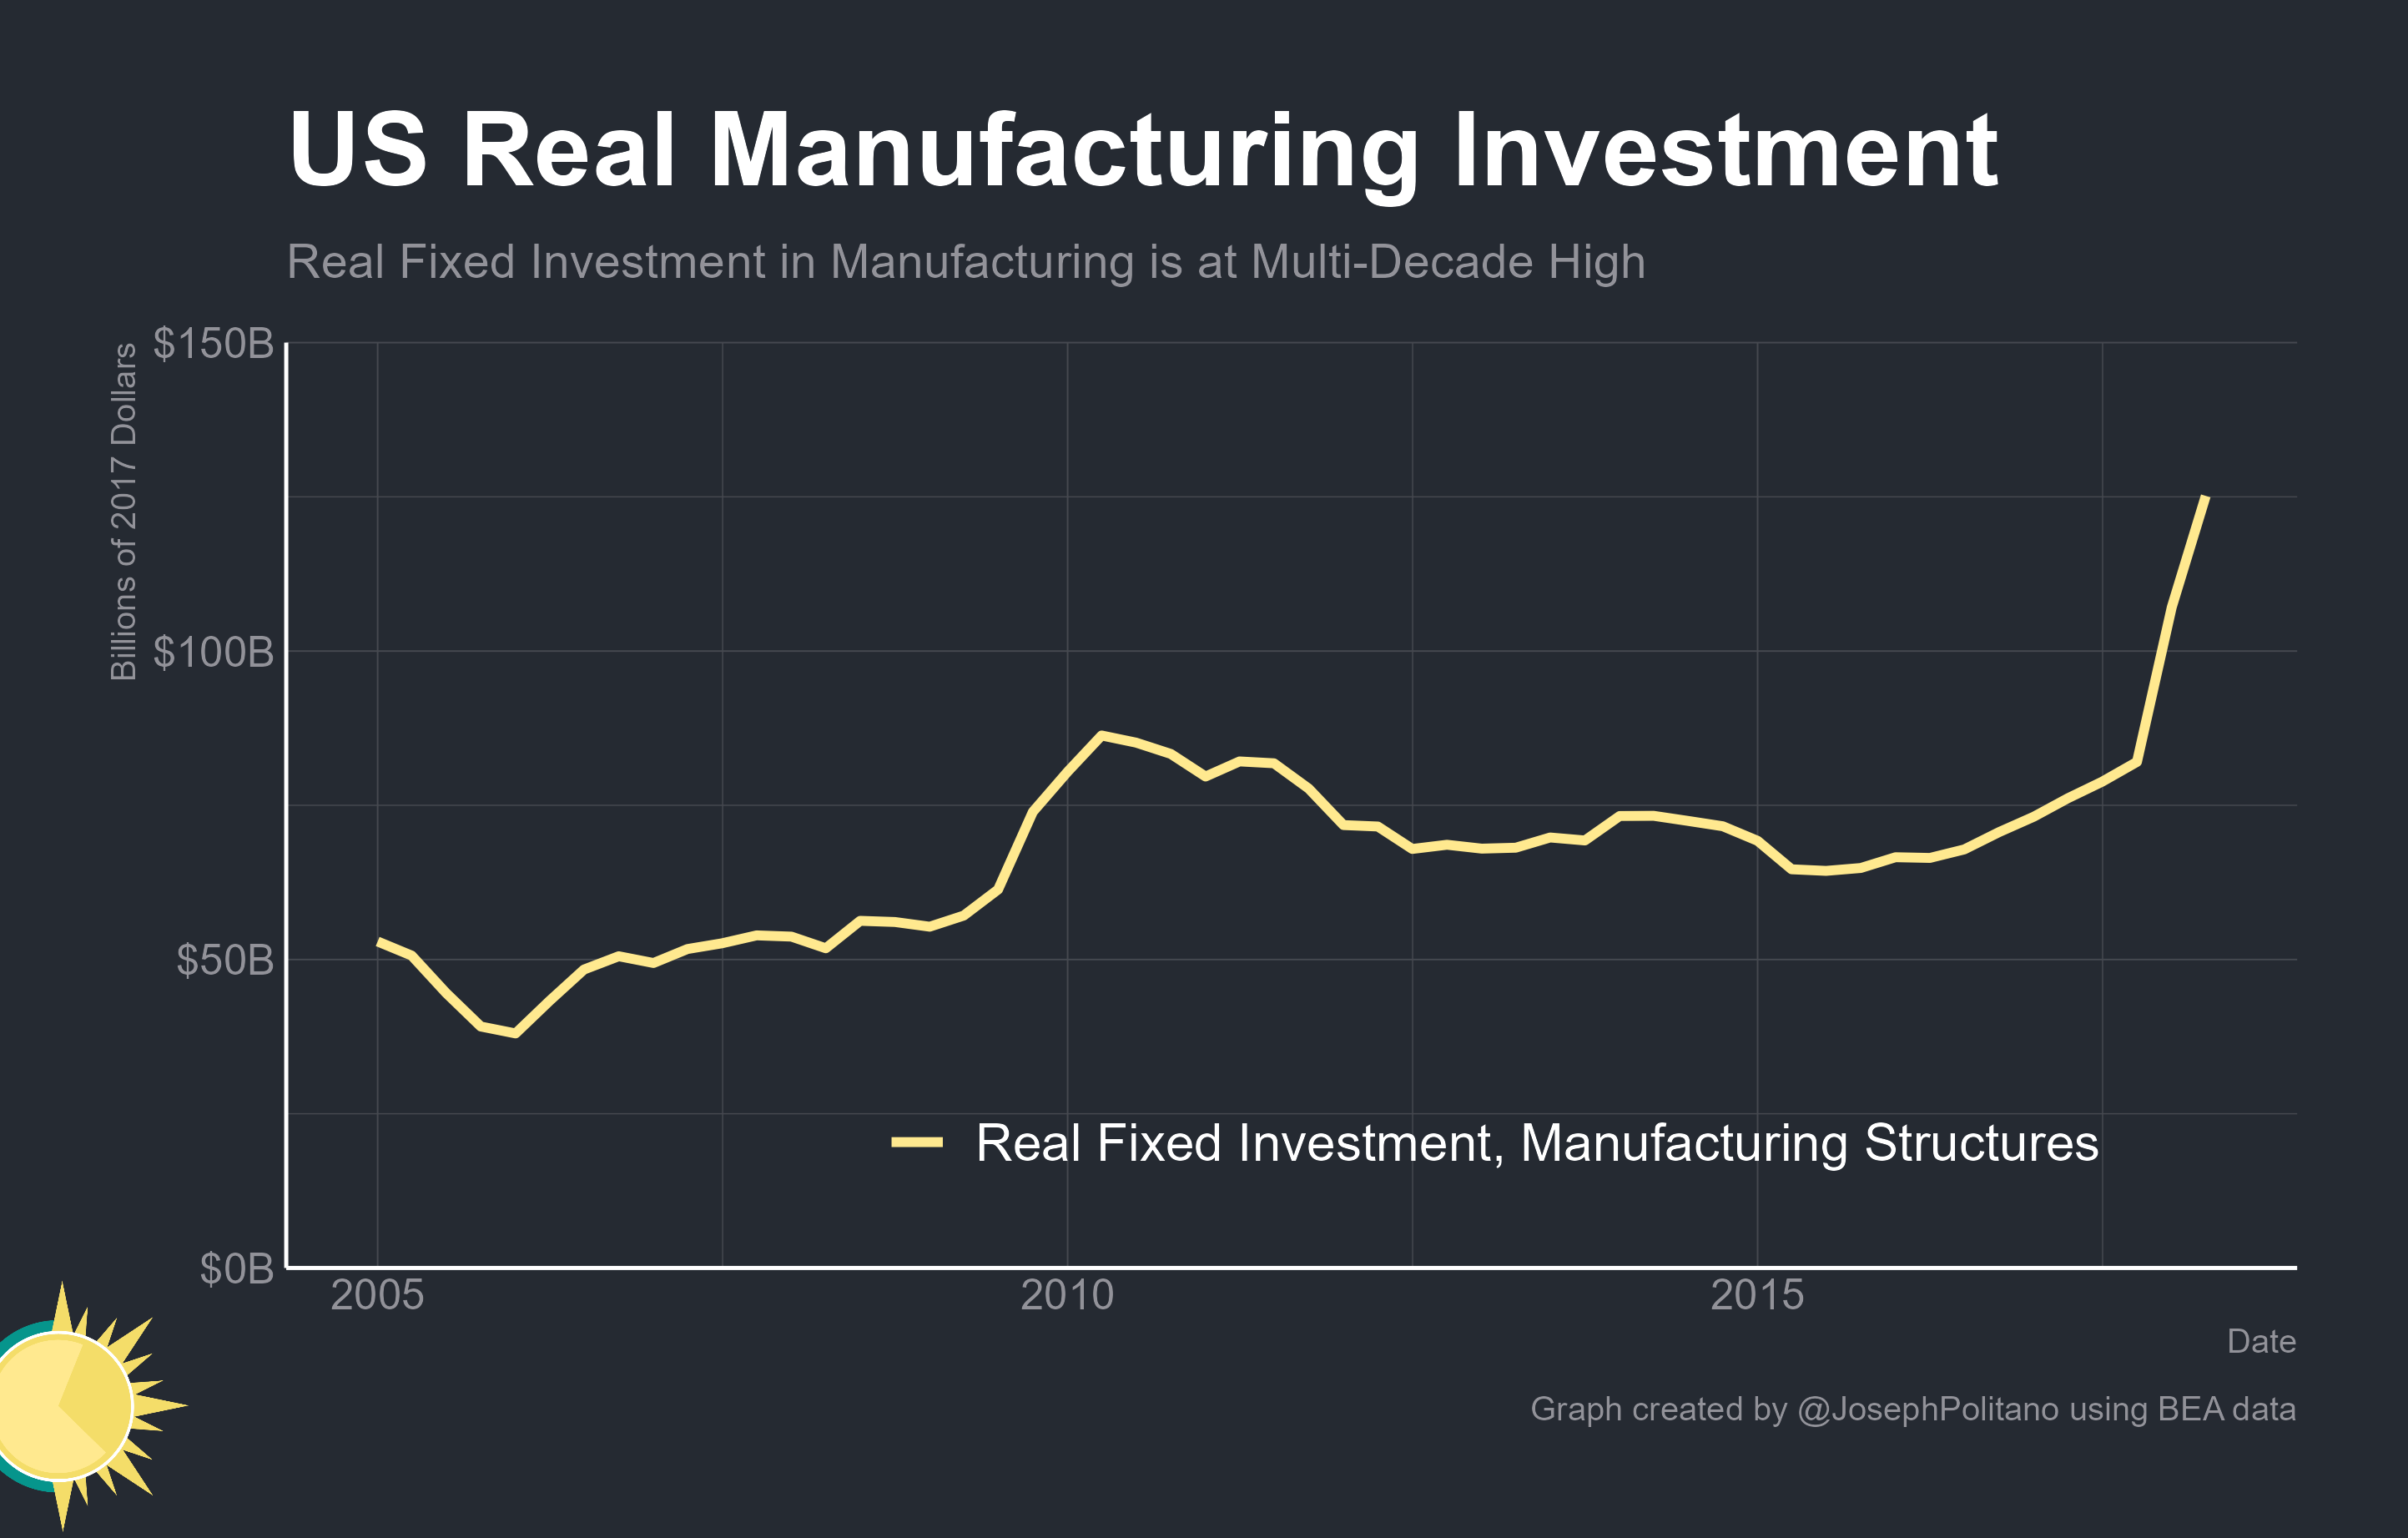 US Real Manufacturing Investment
Real Fixed Investment in Manufacturing is at Multi-Decade High
Billions of 2017 Dollars
$150B
$100B
$50B
$0B
Real Fixed Investment, Manufacturing Structures
2005
2010
2015
Date
Graph created by @JosephPolitano using BEA data